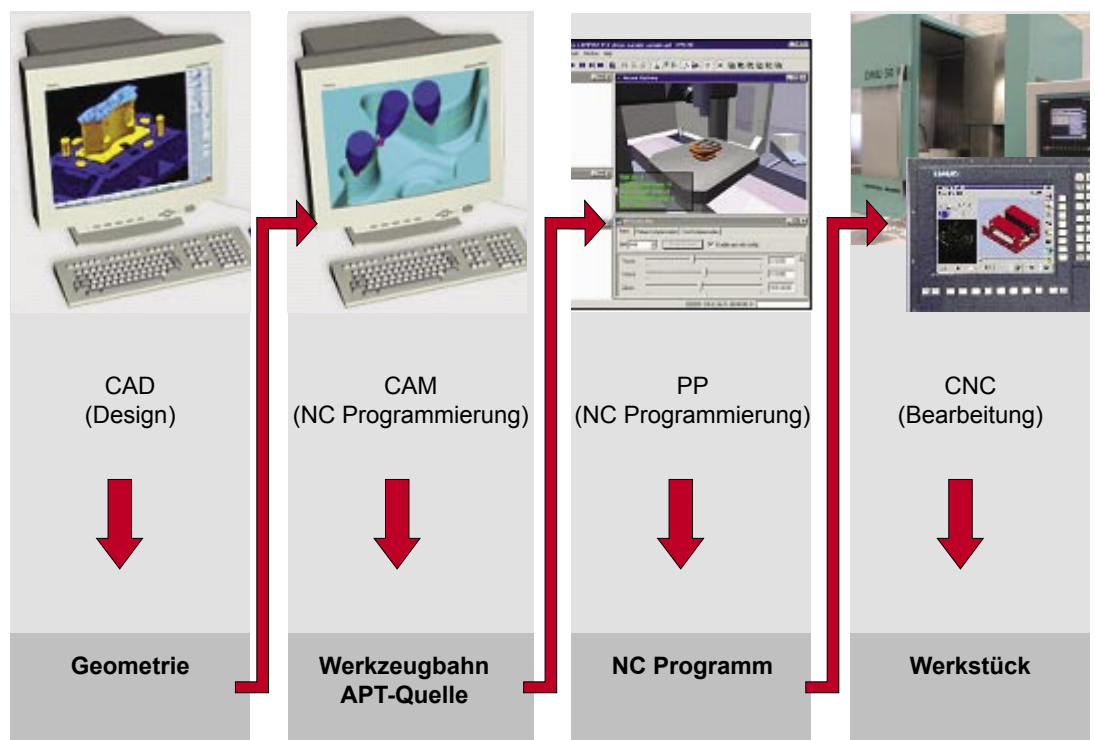 CAD
(Design)
CAM
(NC Programmierung)
PP
(NC Programmierung)
CNC
(Bearbeitung)
Geometrie
Werkzeugbahn
APT-Quelle
NC Programm
Werkstück